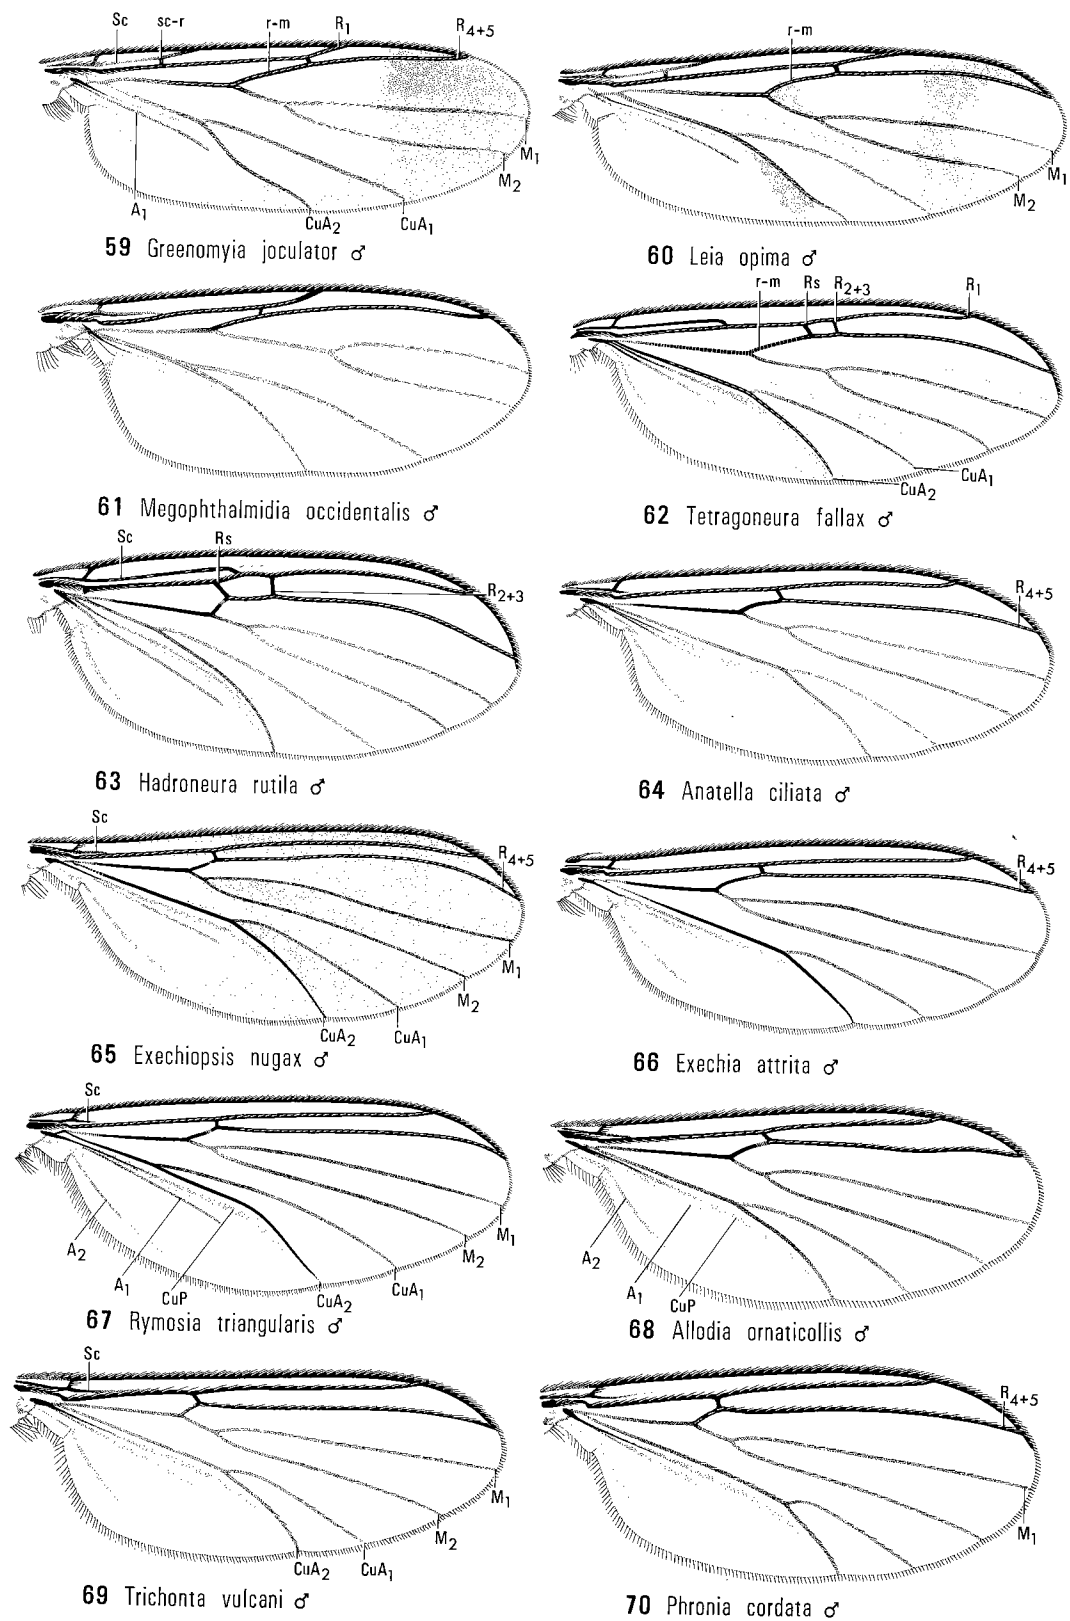 Sc sc-r r-m R1 R4+5
M1
M2
A1 CuA2 CuA1
59 Greenomyia joculator ♂
r-m
M1
M2
60 Leia opima ♂
61 Megophthalmidia occidentalis ♂
r-m Rs R2+3 R1
CuA1
CuA2
62 Tetragoneura fallax ♂
Sc Rs
R2+3
63 Hadroneura rutila ♂
R4+5
64 Anatella ciliata ♂
Sc
R4+5
M1
M2
CuA2 CuA1
65 Exechiopsis nugax ♂
R4+5
66 Exechia attrita ♂
Sc
M1
M2
A2
A1
CuP CuA2 CuA1
67 Rymosia triangularis ♂
A2
A1
CuP
68 Allodia ornaticollis ♂
Sc
M1
M2
CuA2 CuA1
69 Trichonta vulcani ♂
R4+5
M1
70 Phronia cordata ♂